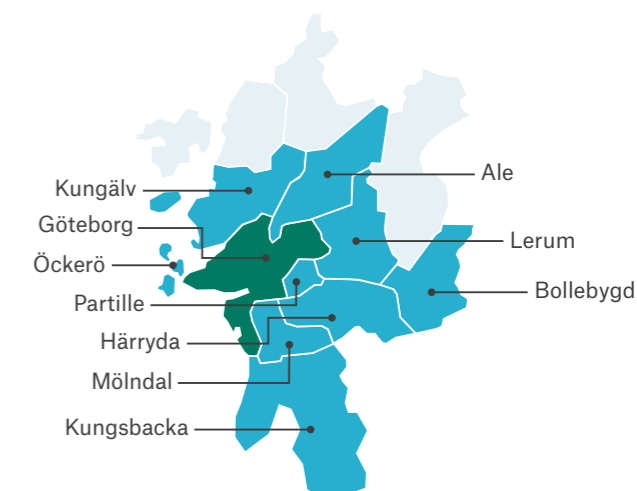 Ale
Kungälv
Göteborg
Lerum
Öckerö
Bollebygd
Partille
Härryda
Mölndal
Kungsbacka